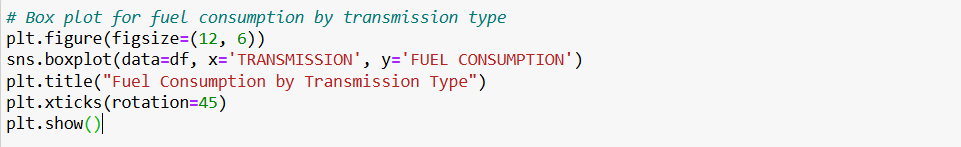 # Box plot for fuel consumption by transmission type
plt.figure(figsize=(12, 6))
sns.boxplot(data=df, x='TRANSMISSION', y='FUEL CONSUMPTION')
plt.title("Fuel Consumption by Transmission Type")
plt.xticks(rotation=45)
plt.show()